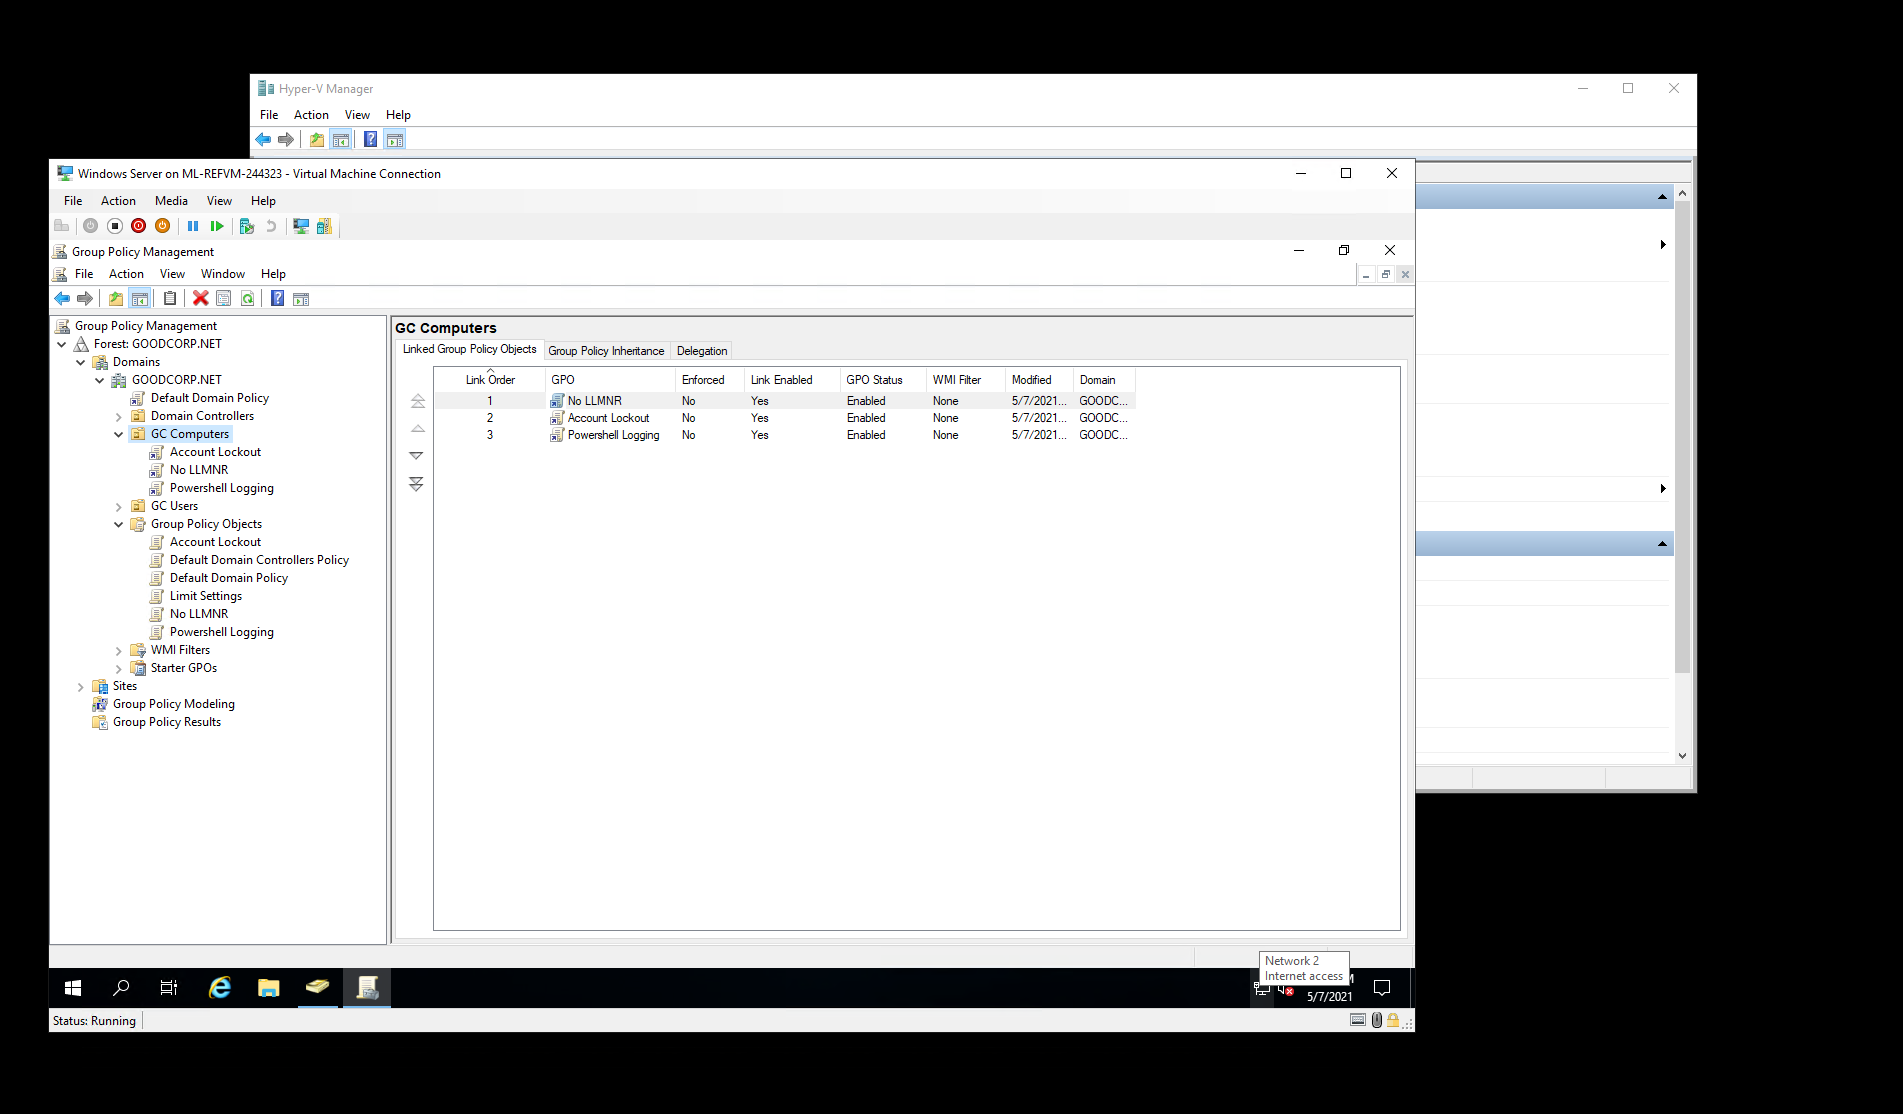 Hyper-V Manager
File Action View Help
Windows Server on ML-REFVM-244323 - Virtual Machine Connection
File Action Media View Help
Group Policy Management
File Action View Window Help
Group Policy Management
Forest: GOODCORP.NET
Domains
GOODCORP.NET
Default Domain Policy
Domain Controllers
GC Computers
Account Lockout
No LLMNR
Powershell Logging
GC Users
Group Policy Objects
Account Lockout
Default Domain Controllers Policy
Default Domain Policy
Limit Settings
No LLMNR
Powershell Logging
WMI Filters
Starter GPOs
Sites
Group Policy Modeling
Group Policy Results
GC Computers
Linked Group Policy Objects Group Policy Inheritance Delegation
Link Order GPO Enforced Link Enabled GPO Status WMI Filter Modified Domain
1 No LLMNR No Yes Enabled None 5/7/2021... GOODC...
2 Account Lockout No Yes Enabled None 5/7/2021... GOODC...
3 Powershell Logging No Yes Enabled None 5/7/2021... GOODC...
Network 2
Internet access
5/7/2021
Status: Running